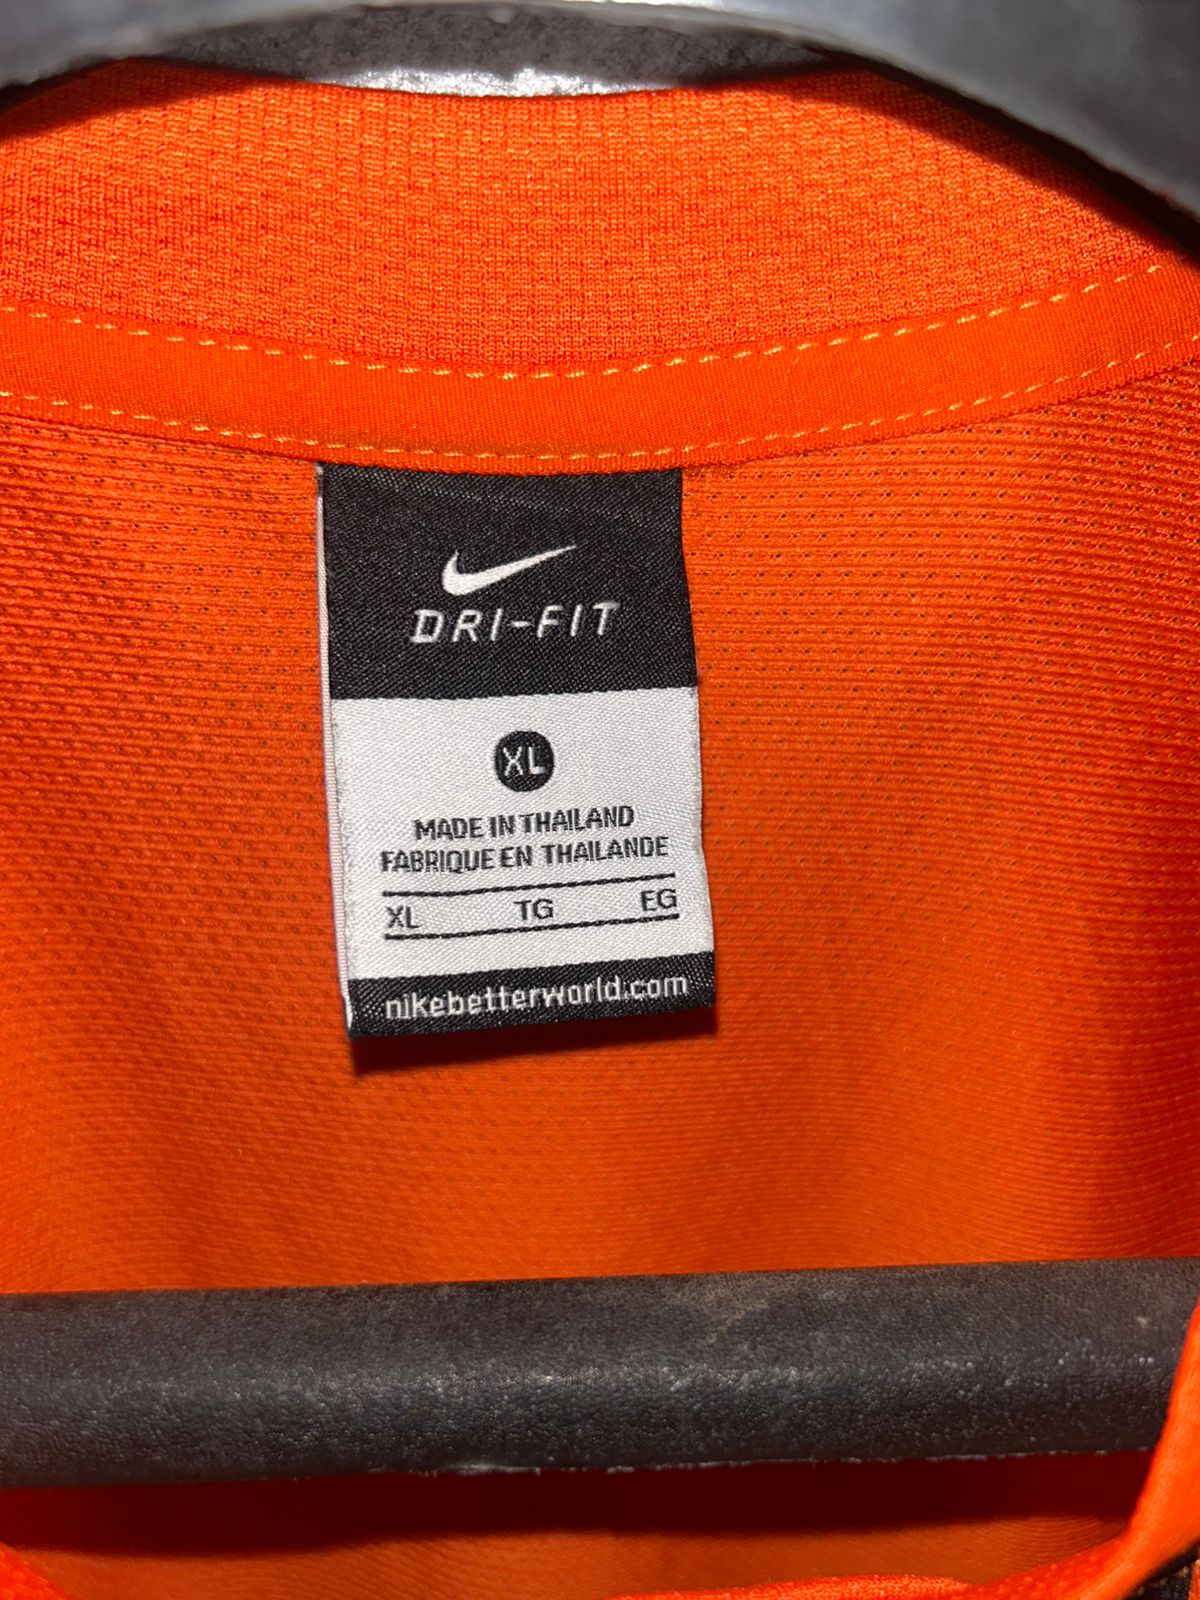 DRI-FIT
XL
MADE IN THAILAND
FABRIQUE EN THAILANDE
XL TG EG
nikebetterworld.com